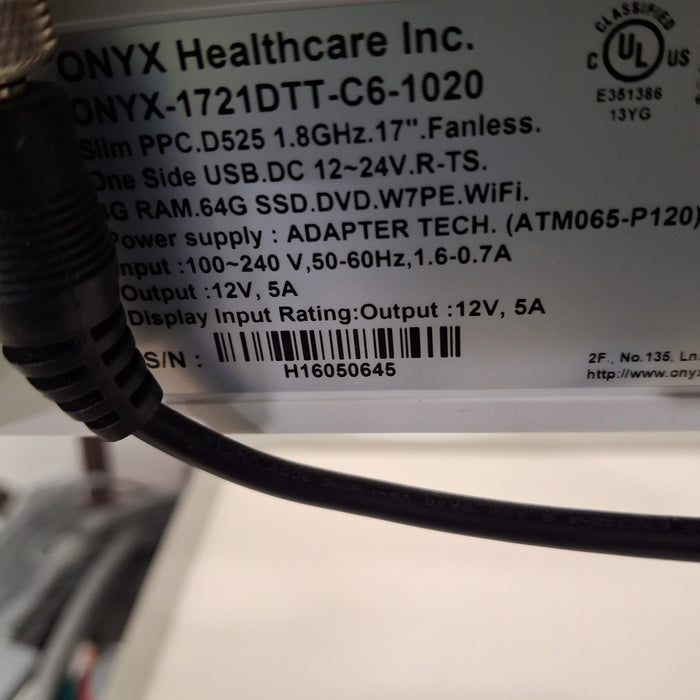 ONYX Healthcare Inc.
ONYX-1721DTT-C6-1020
Slim PPC.D525 1.8GHz.17".Fanless.
One Side USB.DC 12~24V.R-TS.
4G RAM.64G SSD.DVD.W7PE.WiFi.
Power supply : ADAPTER TECH. (ATM065-P120)
Input :100~240 V,50-60Hz,1.6-0.7A
Output :12V, 5A
Display Input Rating:Output :12V, 5A
S/N :
H16050645
CLASSIFIED
C UL US
E351386
13YG
2F., No.135, Ln.
http://www.onyx